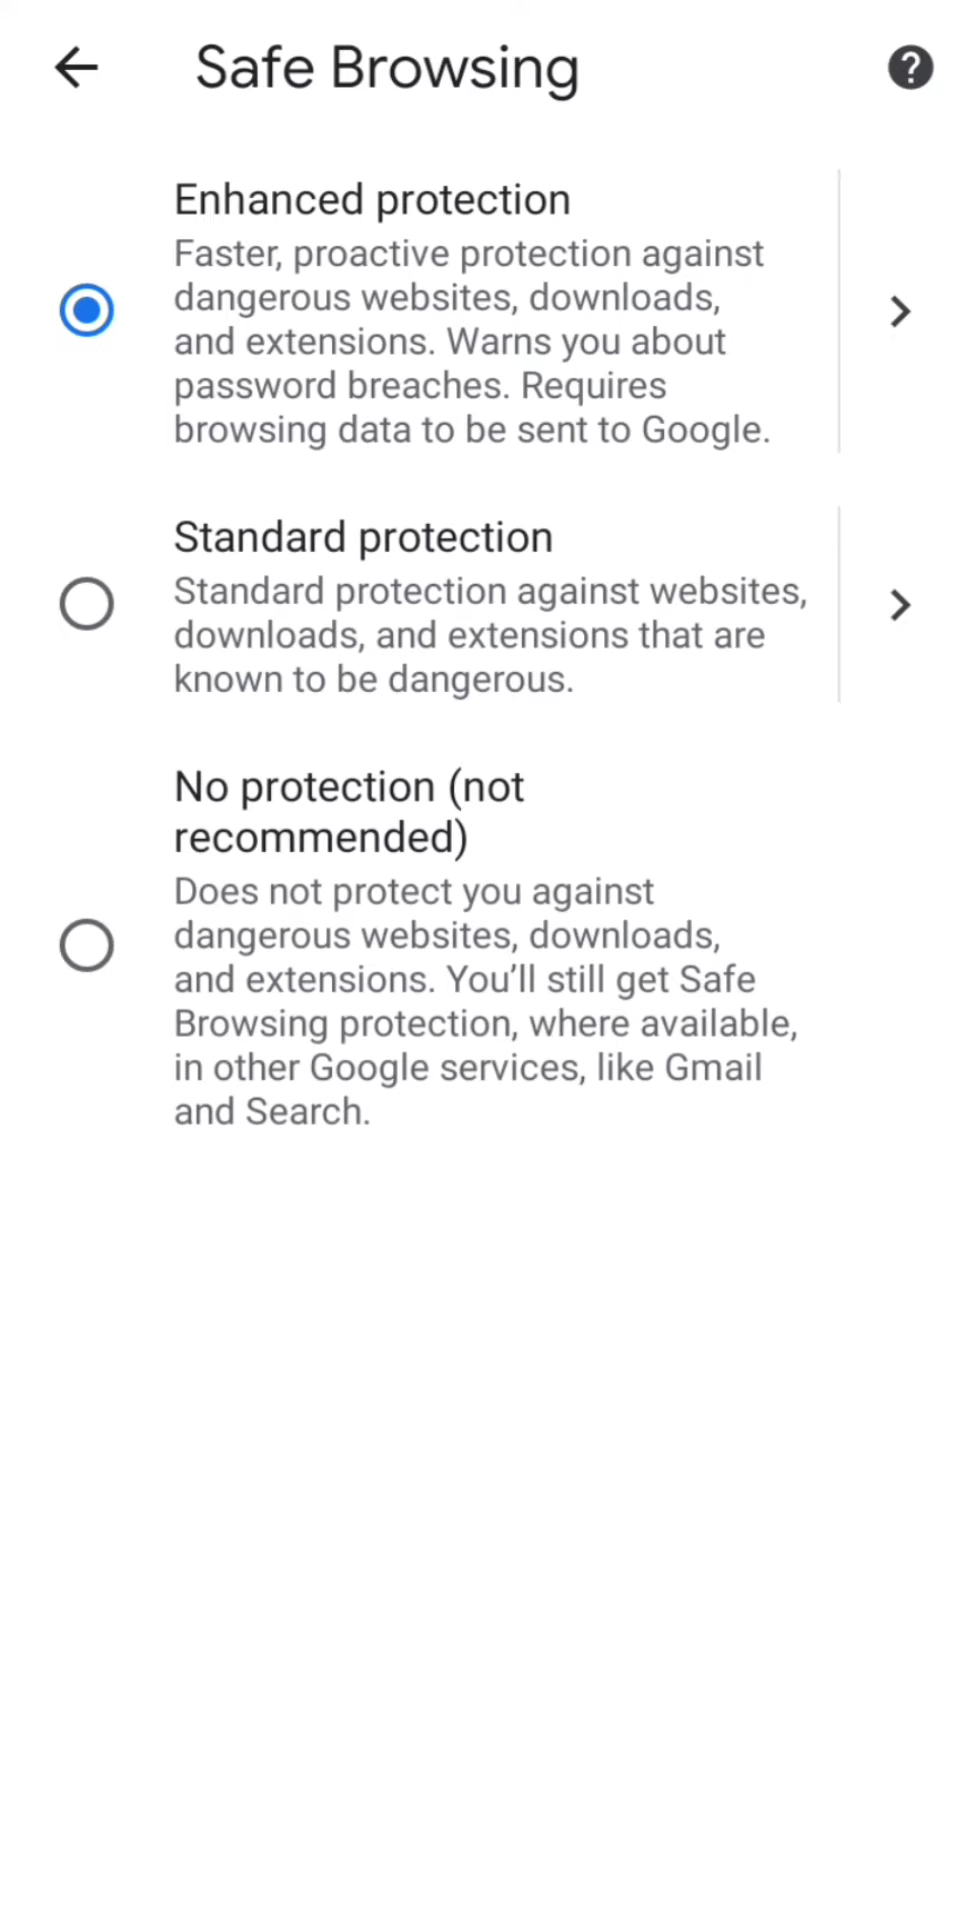 Safe Browsing
Enhanced protection
Faster, proactive protection against
dangerous websites, downloads,
and extensions. Warns you about
password breaches. Requires
browsing data to be sent to Google.
Standard protection
Standard protection against websites,
downloads, and extensions that are
known to be dangerous.
No protection (not
recommended)
Does not protect you against
dangerous websites, downloads,
and extensions. You’ll still get Safe
Browsing protection, where available,
in other Google services, like Gmail
and Search.